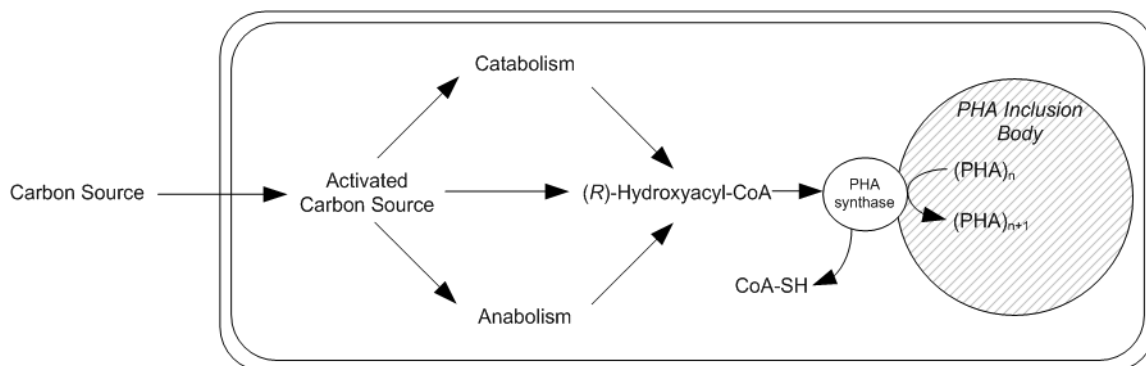 Catabolism
PHA Inclusion
Body
Carbon Source
Activated
Carbon Source
(R)-Hydroxyacyl-CoA
PHA
synthase
(PHA)n
(PHA)n+1
CoA-SH
Anabolism